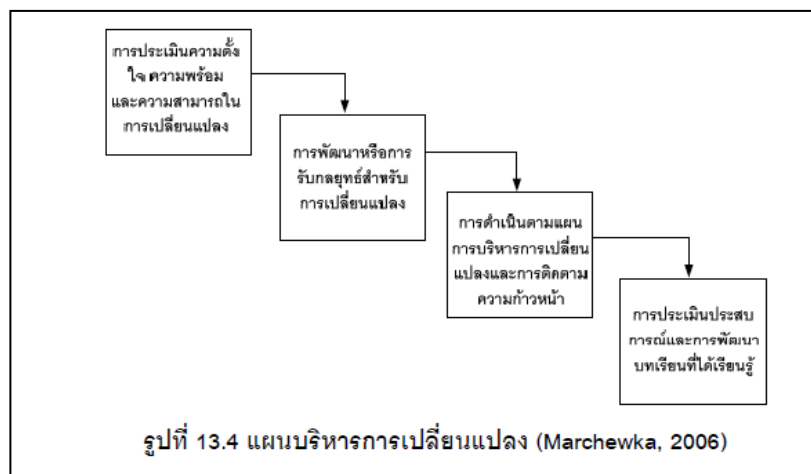 การประเมินความตั้ง
ใจ ความพร้อม
และความสามารถใน
การเปลี่ยนแปลง
การพัฒนาหรือการ
รับกลยุทธ์สำหรับ
การเปลี่ยนแปลง
การดำเนินตามแผน
การบริหารการเปลี่ยน
แปลงและการติดตาม
ความก้าวหน้า
การประเมินประสบ
การณ์และการพัฒนา
บทเรียนที่ได้เรียนรู้
รูปที่ 13.4 แผนบริหารการเปลี่ยนแปลง (Marchewka, 2006)